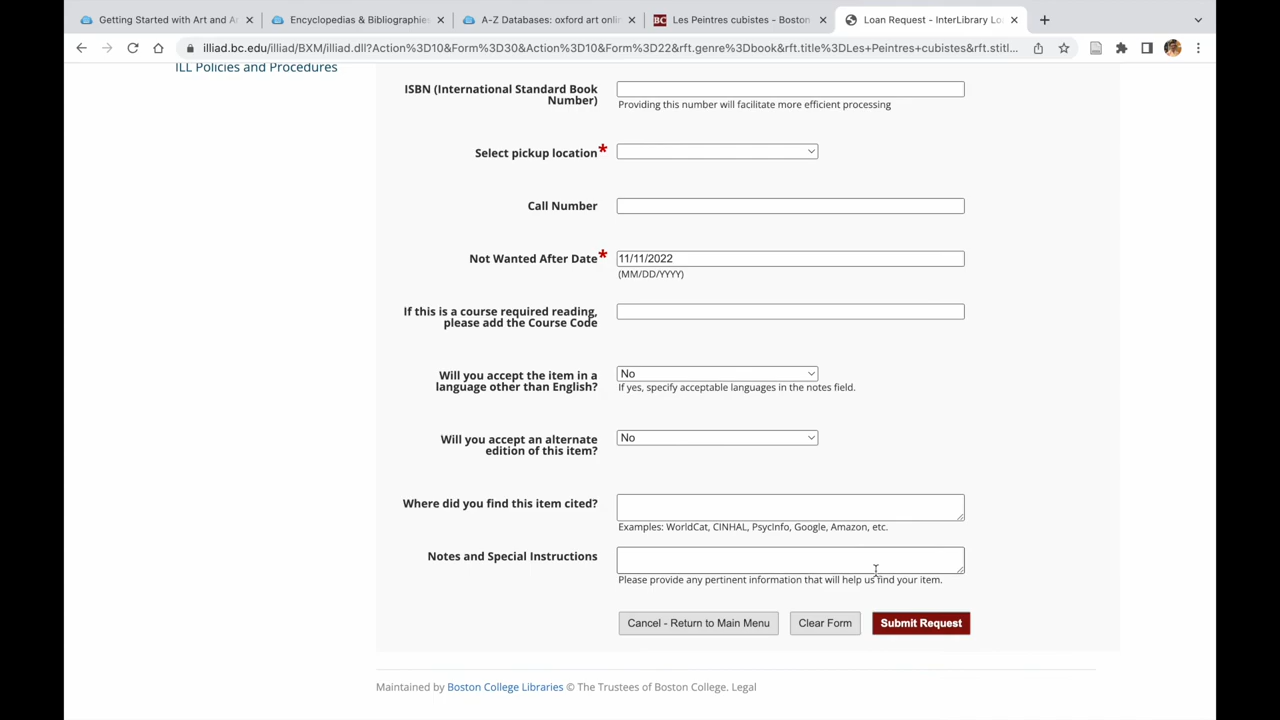 Getting Started with Art and A
Encyclopedias & Bibliographie
A-Z Databases: oxford art onli
BC
Les Peintres cubistes - Boston
Loan Request - InterLibrary Lo
illiad.bc.edu/illiad/BXM/illiad.dll?Action%3D10&Form%3D30&Action%3D10&Form%3D22&rft.genre%3Dbook&rft.title%3DLes+Peintres+cubistes&rft.stitl...
ILL Policies and Procedures
ISBN (International Standard Book
Number)
Providing this number will facilitate more efficient processing
Select pickup location*
Call Number
Not Wanted After Date*
11/11/2022
(MM/DD/YYYY)
If this is a course required reading,
please add the Course Code
Will you accept the item in a
language other than English?
No
If yes, specify acceptable languages in the notes field.
Will you accept an alternate
edition of this item?
No
Where did you find this item cited?
Examples: WorldCat, CINHAL, PsycInfo, Google, Amazon, etc.
Notes and Special Instructions
Please provide any pertinent information that will help us find your item.
Cancel - Return to Main Menu
Clear Form
Submit Request
Maintained by Boston College Libraries © The Trustees of Boston College. Legal